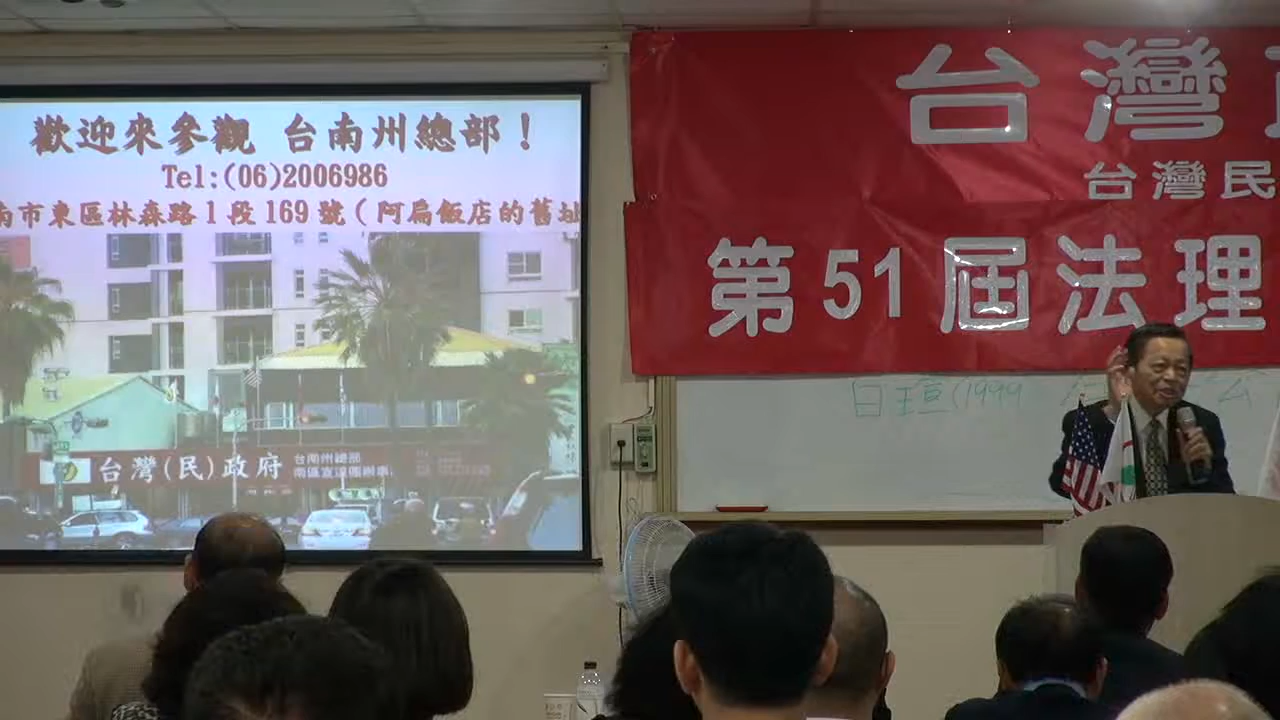 歡迎來參觀 台南州總部！
Tel:(06)2006986
南市東區林森路1段169號(阿扁飯店的舊址
台灣(民)政府
台南州總部
台灣
台灣民
第51屆法理
(1999